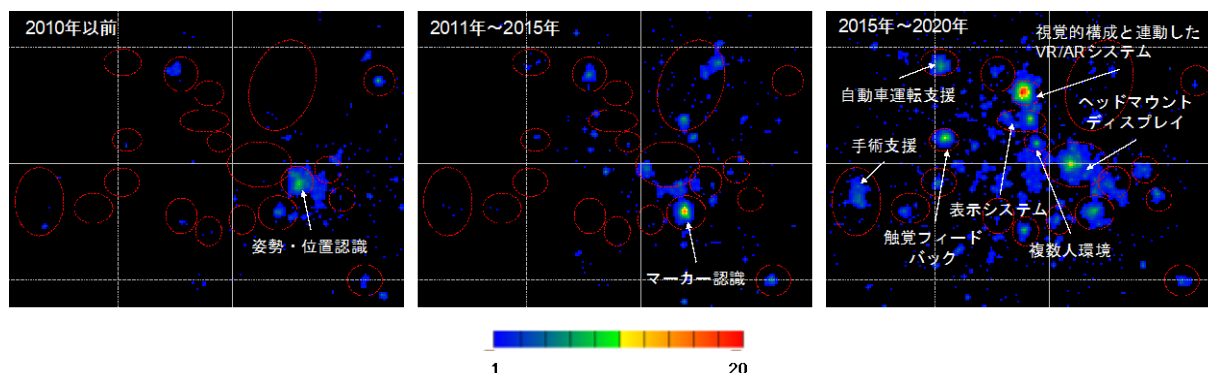 2010年以前
姿勢・位置認識
2011年～2015年
マーカー認識
2015年～2020年
視覚的構成と連動した
VR/ARシステム
自動車運転支援
ヘッドマウント
ディスプレイ
手術支援
表示システム
触覚フィード
バック
複数人環境
1
20